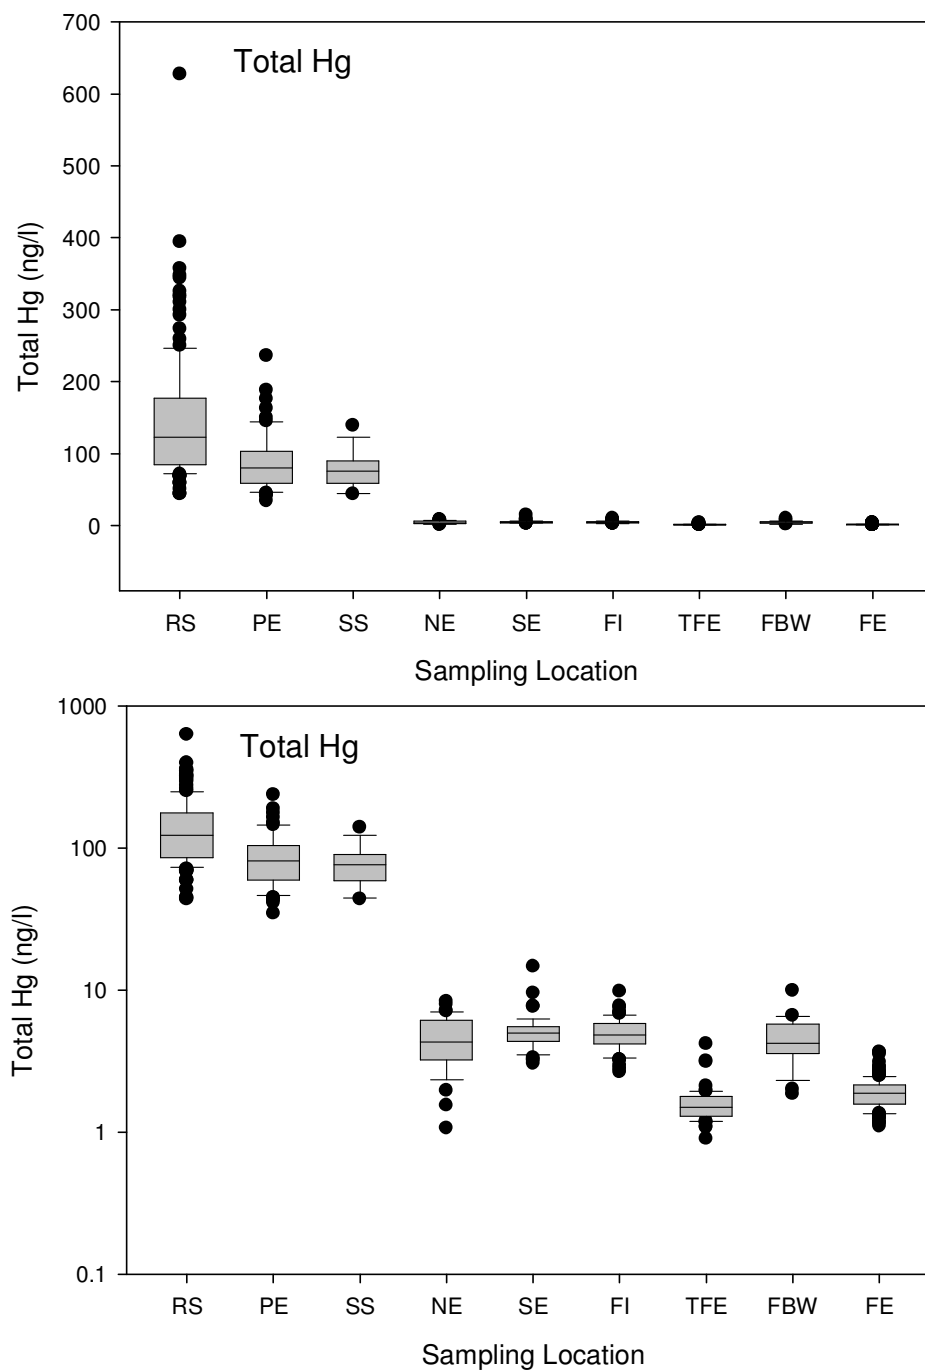 700
600
500
400
300
200
100
0
Total Hg (ng/l)
Total Hg
RS PE SS NE SE FI TFE FBW FE
Sampling Location
1000
100
10
1
0.1
Total Hg (ng/l)
Total Hg
RS PE SS NE SE FI TFE FBW FE
Sampling Location